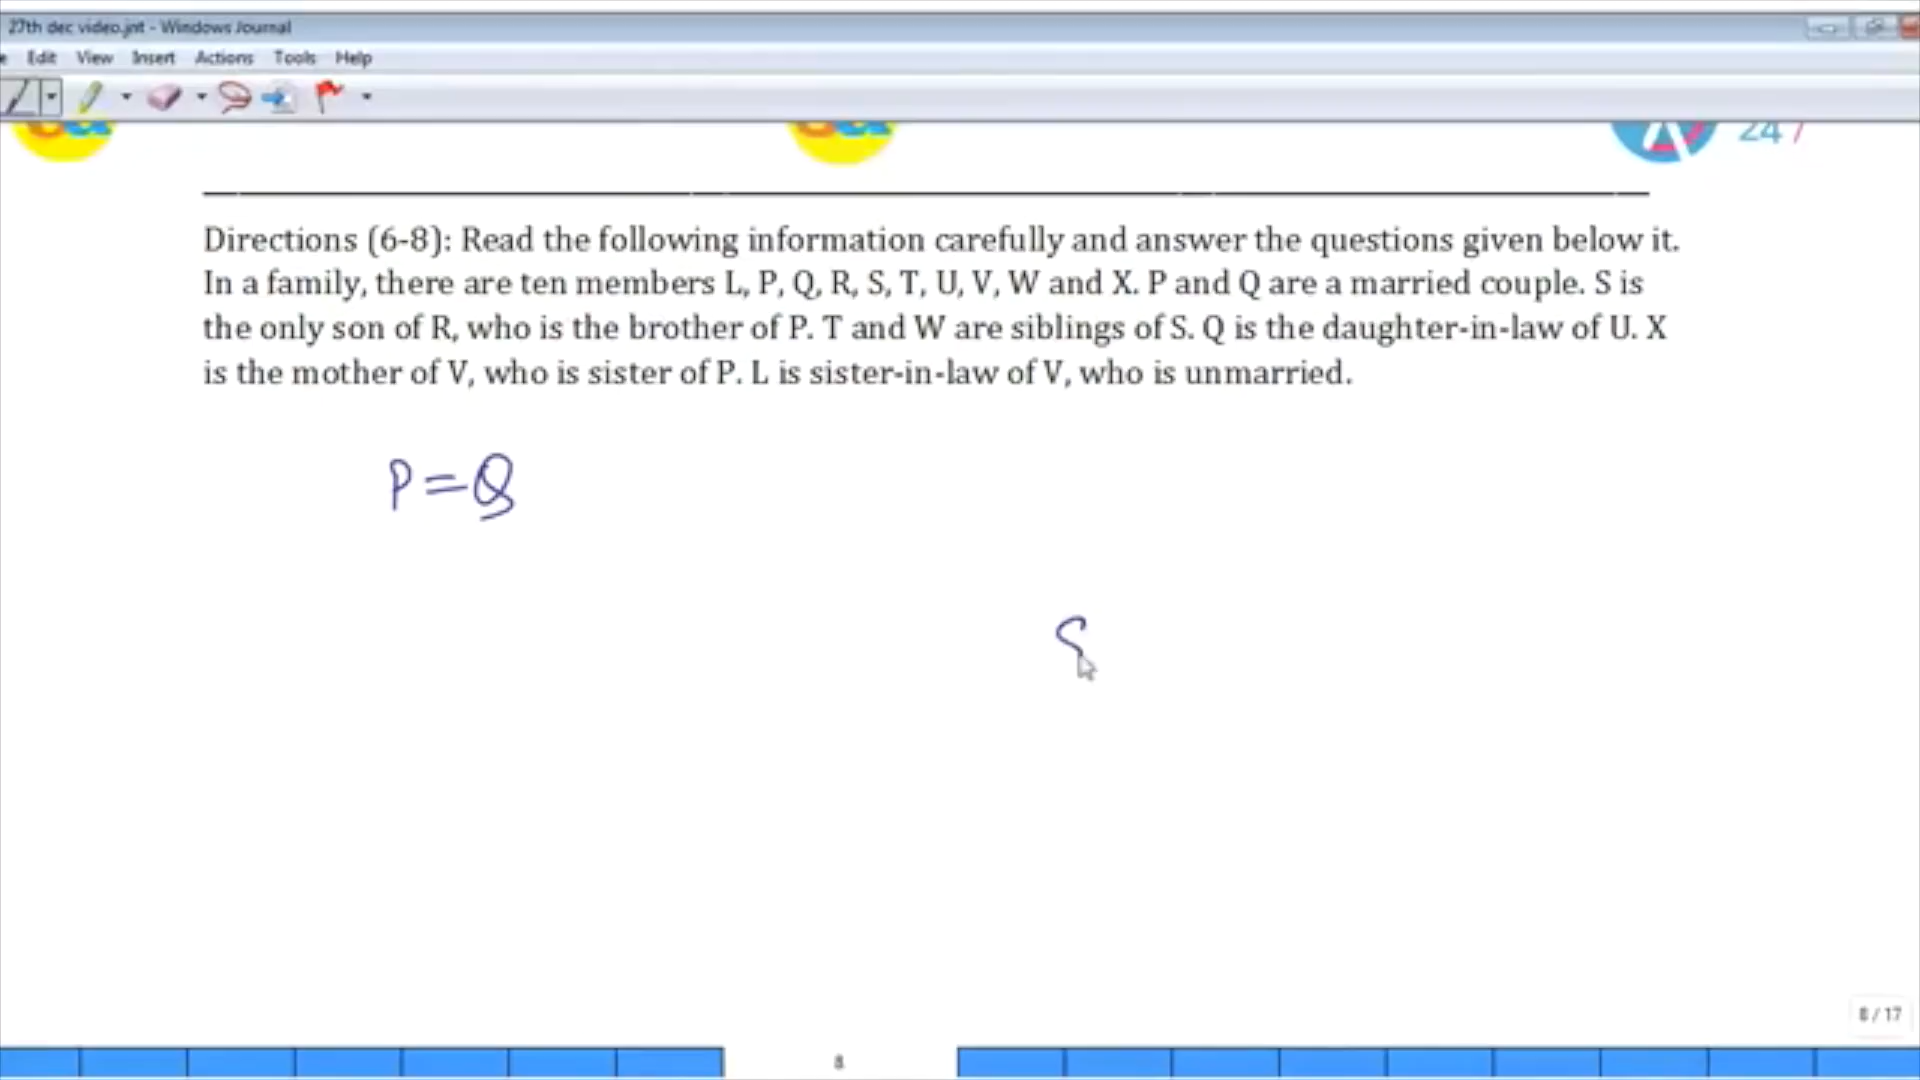 27th dec video.jnt - Windows Journal
Edit View Insert Actions Tools Help
24 7
Directions (6-8): Read the following information carefully and answer the questions given below it.
In a family, there are ten members L, P, Q, R, S, T, U, V, W and X. P and Q are a married couple. S is
the only son of R, who is the brother of P. T and W are siblings of S. Q is the daughter-in-law of U. X
is the mother of V, who is sister of P. L is sister-in-law of V, who is unmarried.
P=Q
S
8 / 17
8